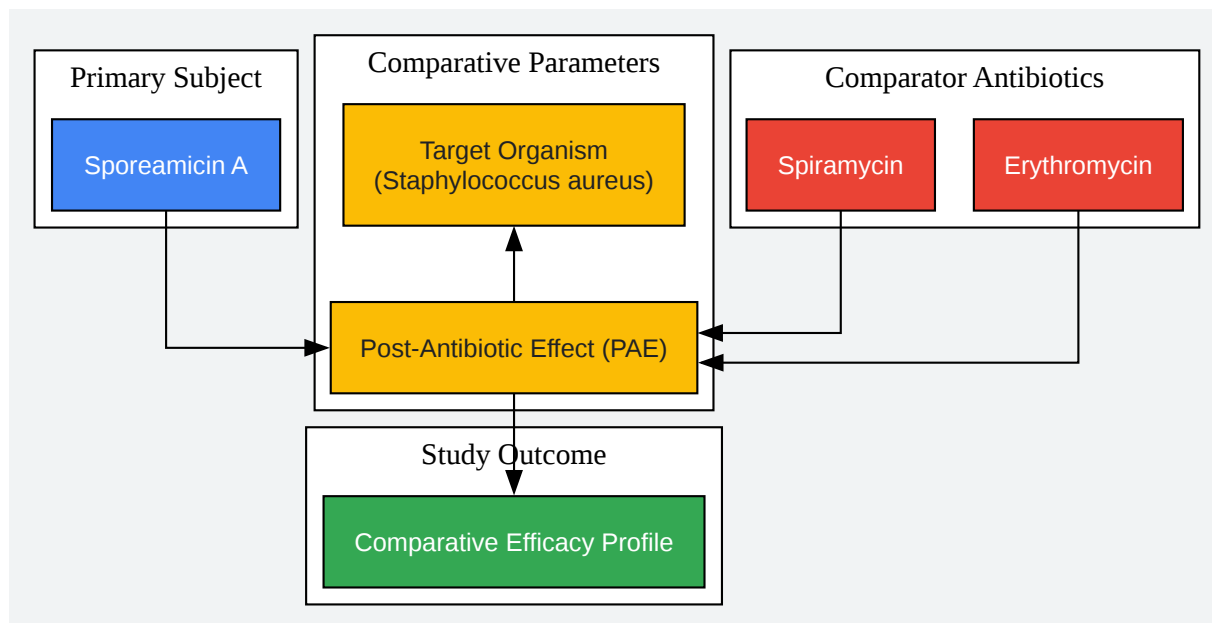 Primary Subject
Sporeamicin A
Comparative Parameters
Target Organism
(Staphylococcus aureus)
Post-Antibiotic Effect (PAE)
Comparator Antibiotics
Spiramycin
Erythromycin
Study Outcome
Comparative Efficacy Profile